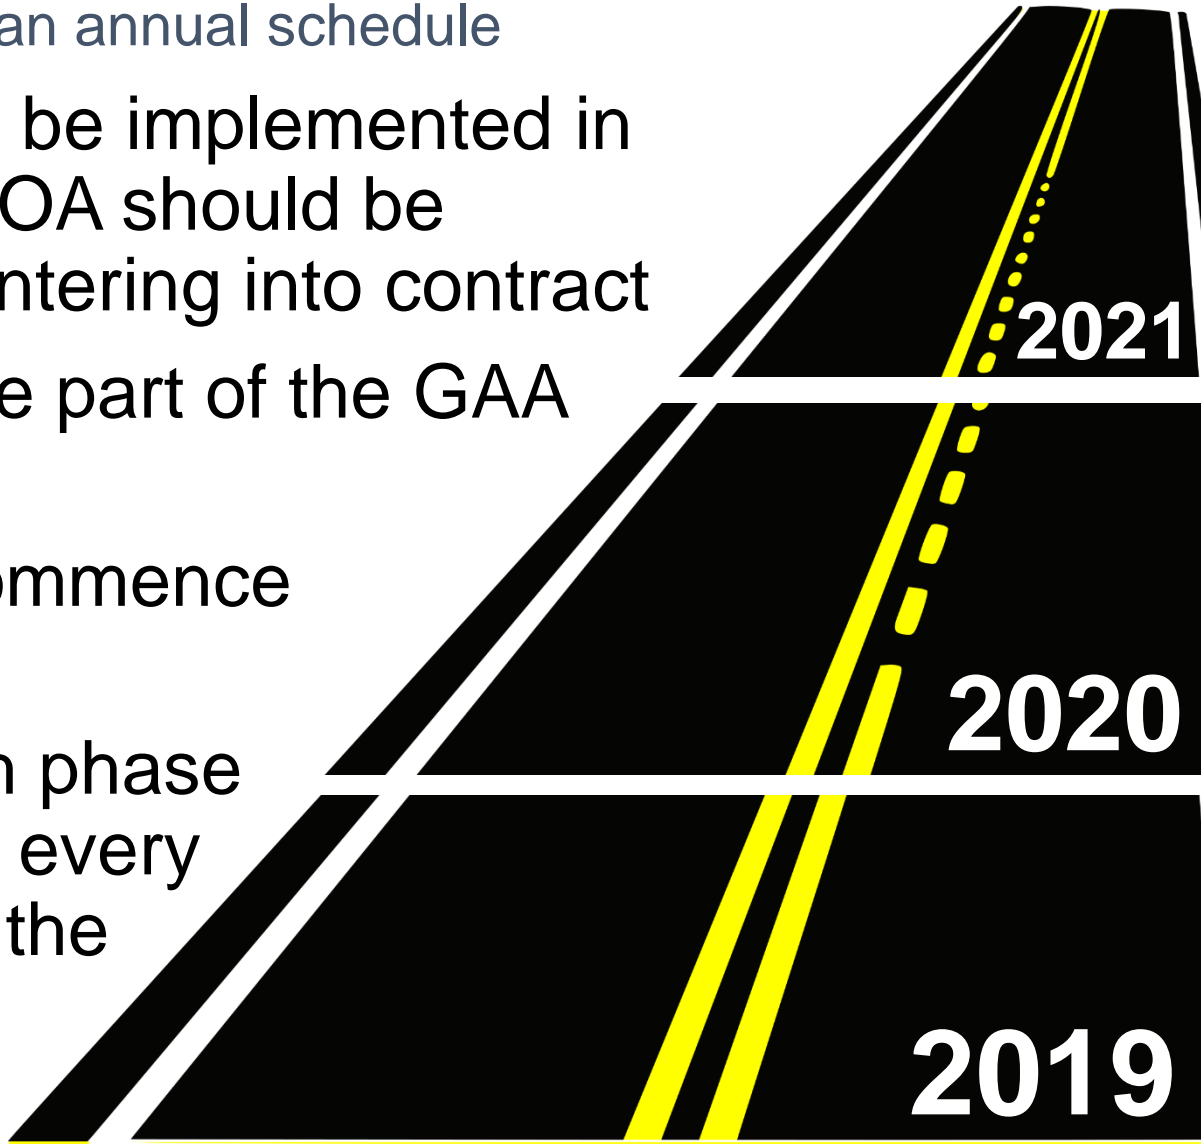 an annual schedule
be implemented in
OA should be
ntering into contract
2021
e part of the GAA
ommence
2020
n phase
every
the
2019